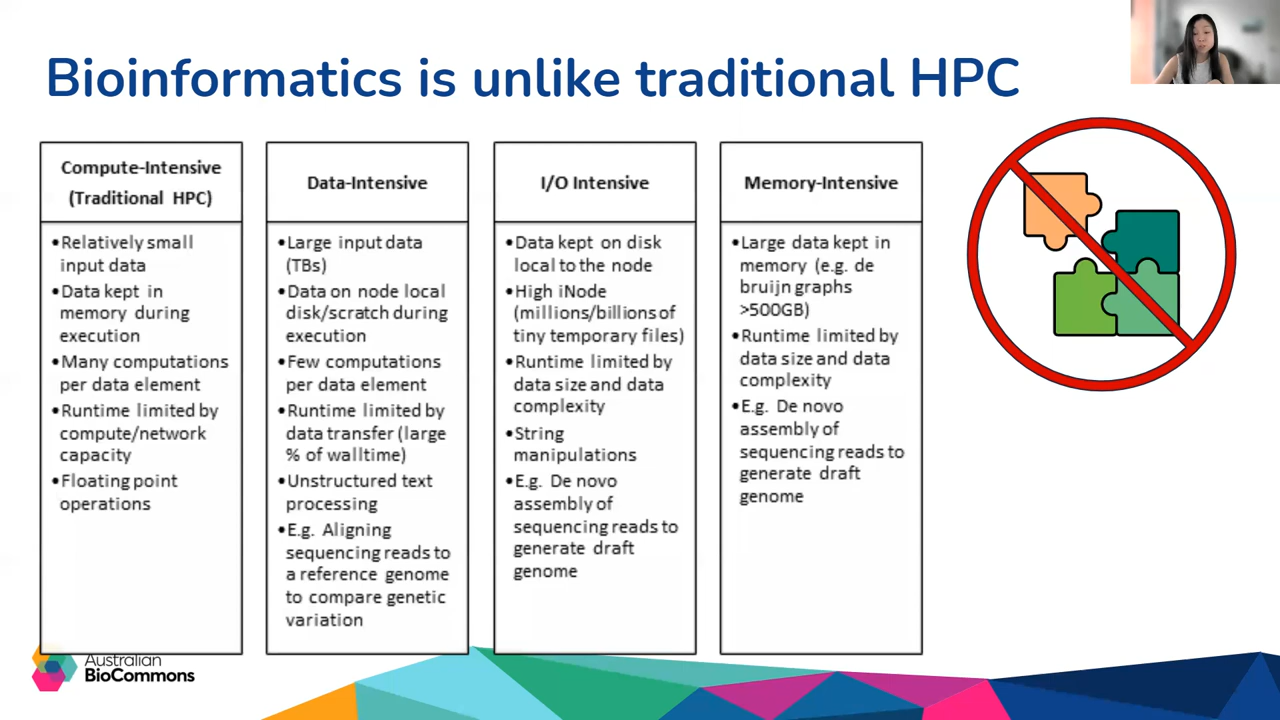 Bioinformatics is unlike traditional HPC
Compute-Intensive
(Traditional HPC)
•Relatively small
input data
•Data kept in
memory during
execution
•Many computations
per data element
•Runtime limited by
compute/network
capacity
•Floating point
operations
Data-Intensive
•Large input data
(TBs)
•Data on node local
disk/scratch during
execution
•Few computations
per data element
•Runtime limited by
data transfer (large
% of walltime)
•Unstructured text
processing
•E.g. Aligning
sequencing reads to
a reference genome
to compare genetic
variation
I/O Intensive
•Data kept on disk
local to the node
•High iNode
(millions/billions of
tiny temporary files)
•Runtime limited by
data size and data
complexity
•String
manipulations
•E.g. De novo
assembly of
sequencing reads to
generate draft
genome
Memory-Intensive
•Large data kept in
memory (e.g. de
bruijn graphs
>500GB)
•Runtime limited by
data size and data
complexity
•E.g. De novo
assembly of
sequencing reads to
generate draft
genome
Australian
BioCommons